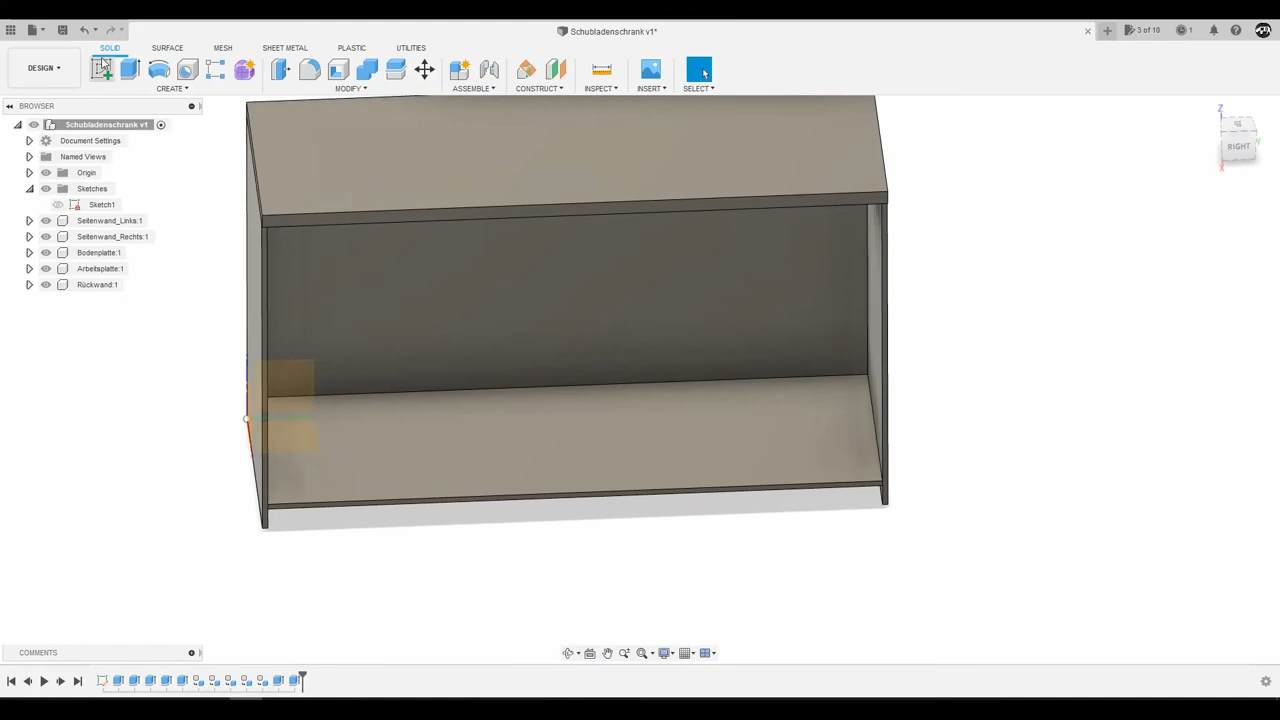 Schubladenschrank v1*
3 of 10
1
SOLID
SURFACE
MESH
SHEET METAL
PLASTIC
UTILITIES
DESIGN
CREATE
MODIFY
ASSEMBLE
CONSTRUCT
INSPECT
INSERT
SELECT
BROWSER
Schubladenschrank v1
Document Settings
Named Views
Origin
Sketches
Sketch1
Seitenwand_Links:1
Seitenwand_Rechts:1
Bodenplatte:1
Arbeitsplatte:1
Rückwand:1
Z
RIGHT
X
COMMENTS